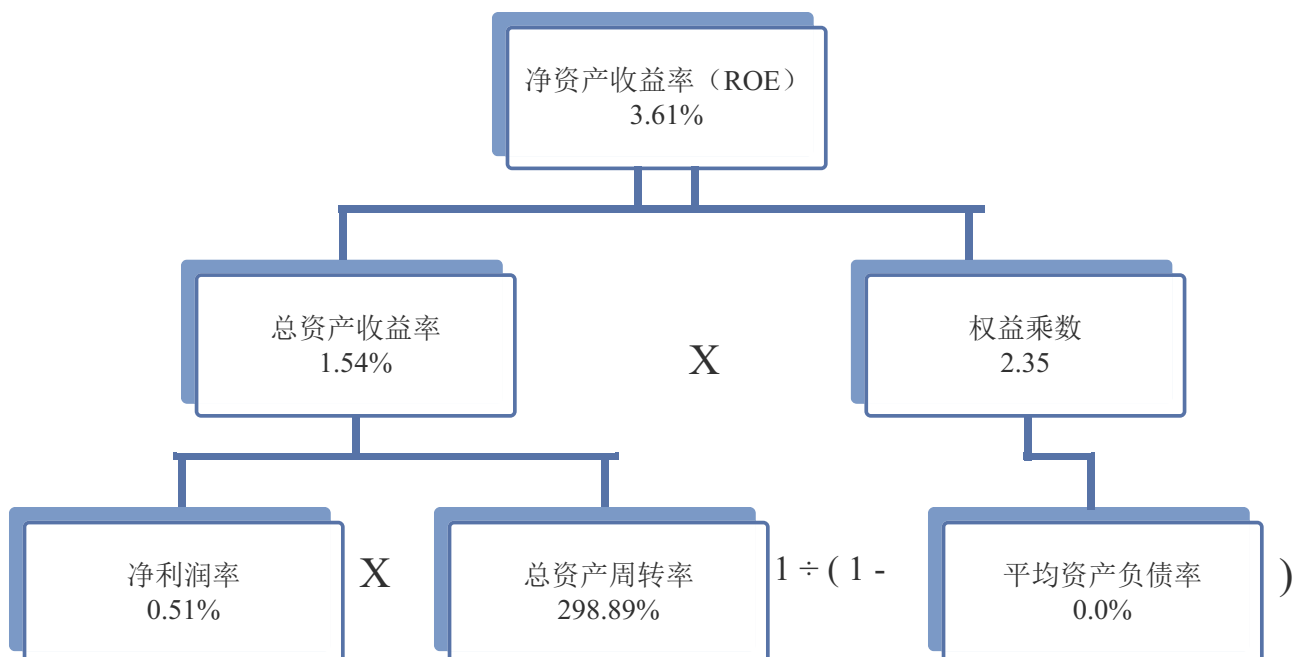 净资产收益率（ROE）
3.61%
总资产收益率
1.54%
X
权益乘数
2.35
净利润率
0.51%
X
总资产周转率
298.89%
1 ÷ ( 1 -
平均资产负债率
0.0%
)